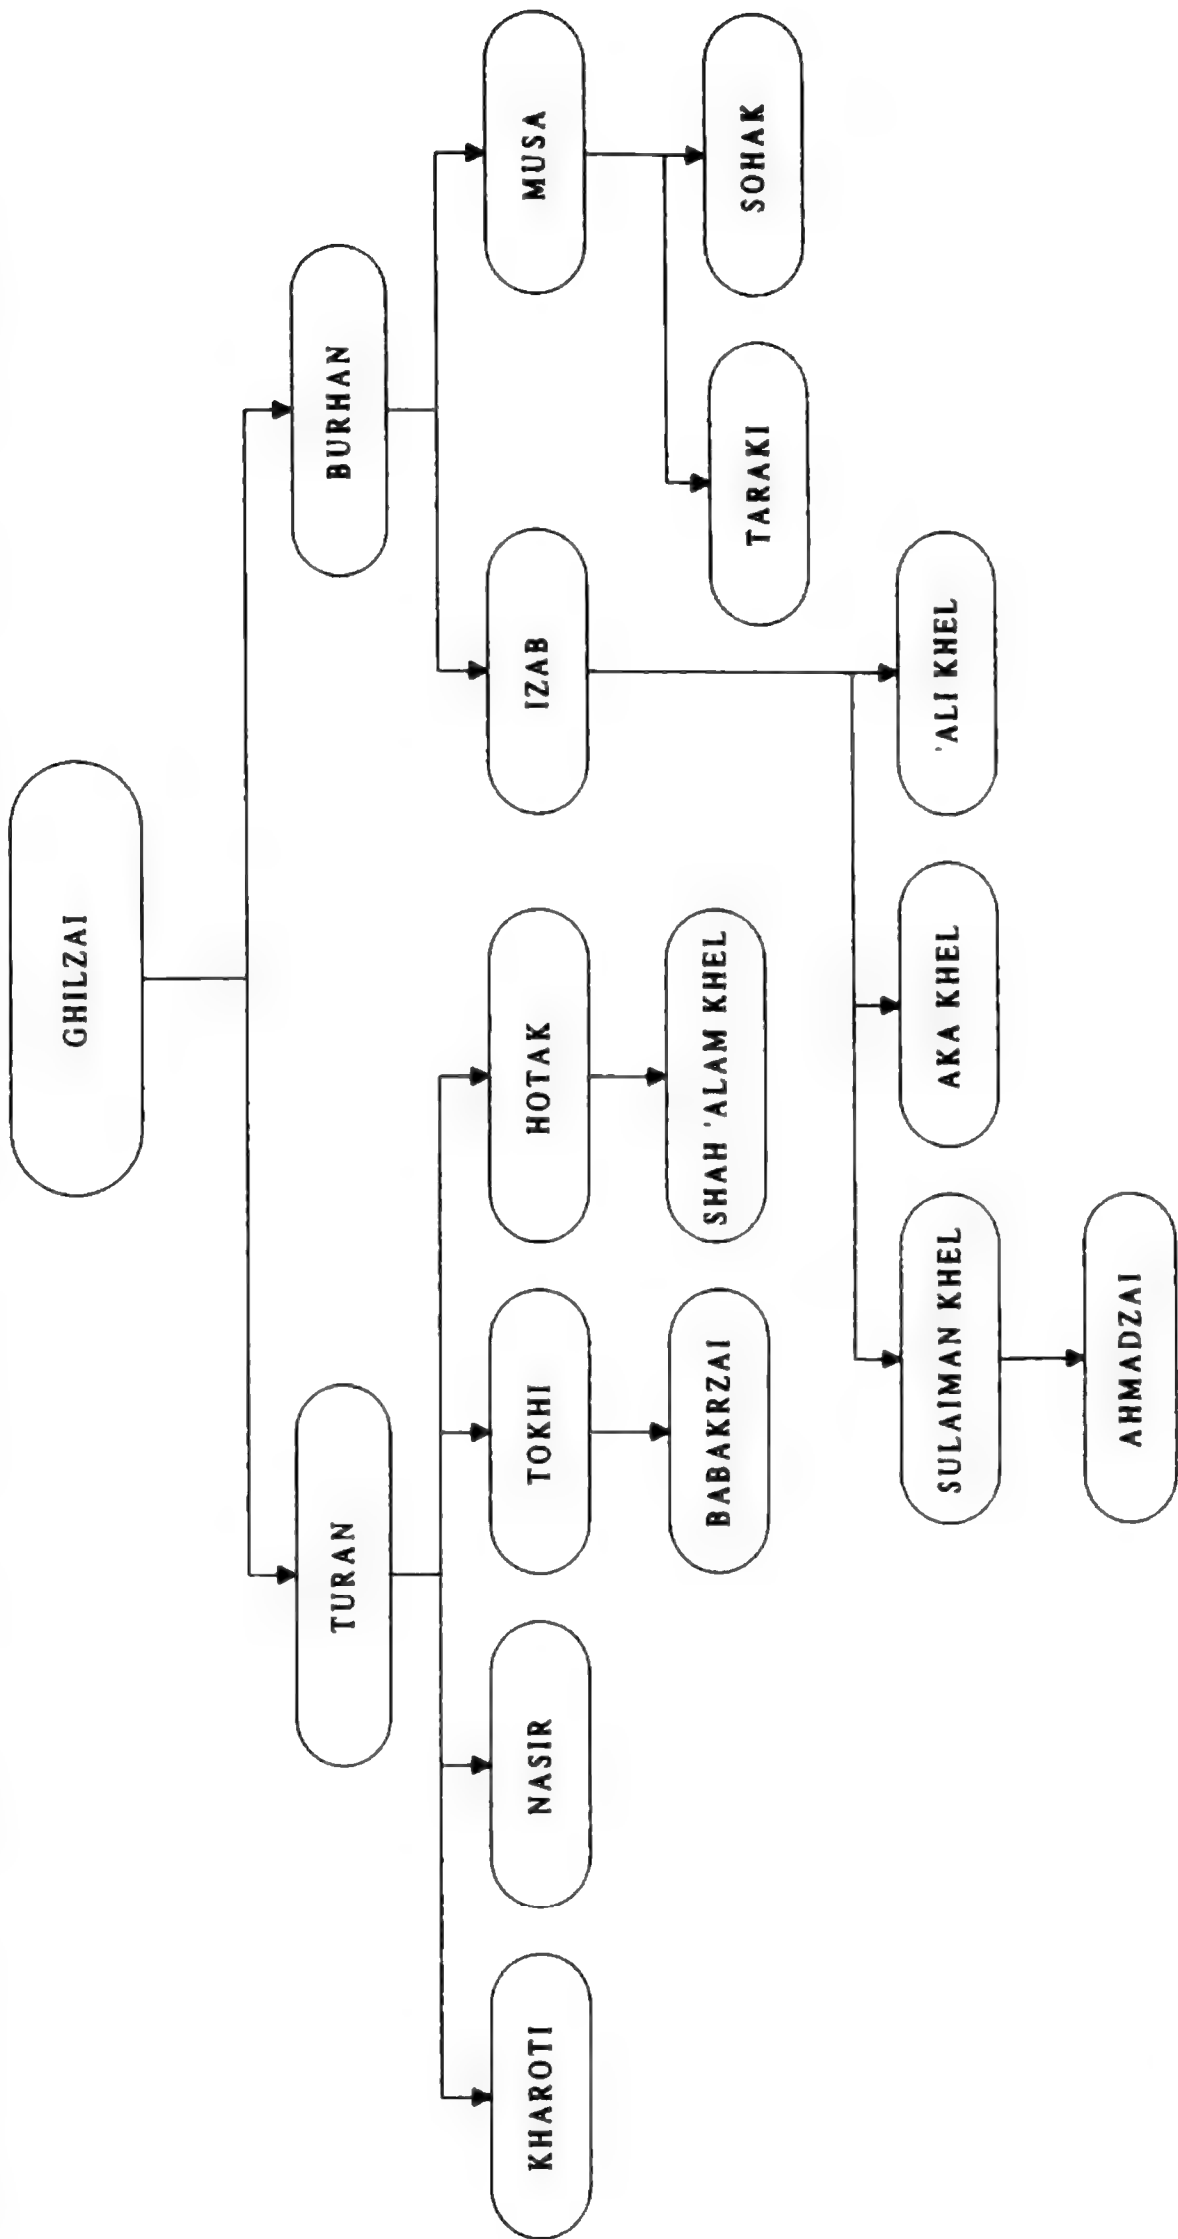 GHILZAI
TURAN
BURHAN
KHAROTI
NASIR
TOKHI
HOTAK
IZAB
MUSA
BABAKRZAI
SHAH 'ALAM KHEL
TARAKI
SOHAK
SULAIMAN KHEL
AKA KHEL
'ALI KHEL
AHMADZAI